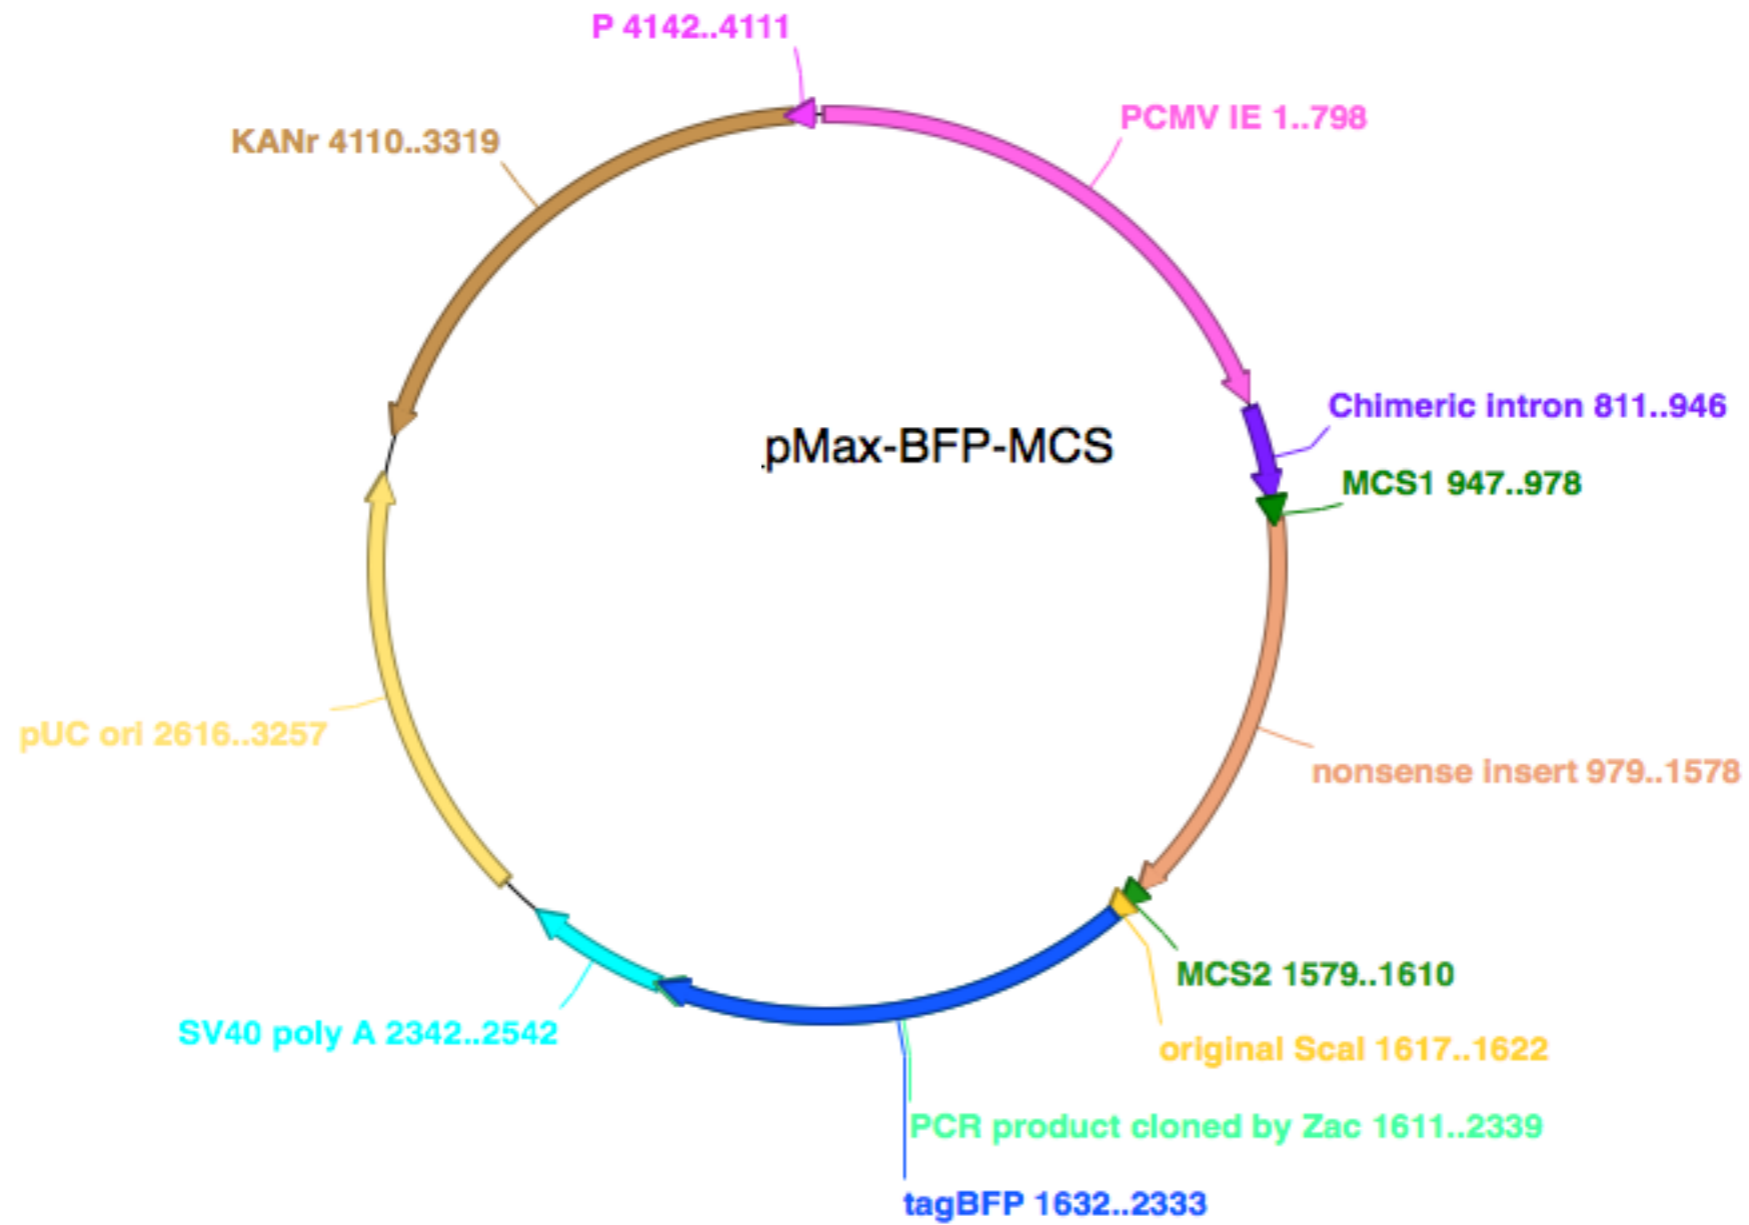 P 4142..4111
PCMV IE 1..798
KANr 4110..3319
Chimeric intron 811..946
pMax-BFP-MCS
MCS1 947..978
pUC ori 2616..3257
nonsense insert 979..1578
MCS2 1579..1610
SV40 poly A 2342..2542
original ScaI 1617..1622
PCR product cloned by Zac 1611..2339
tagBFP 1632..2333